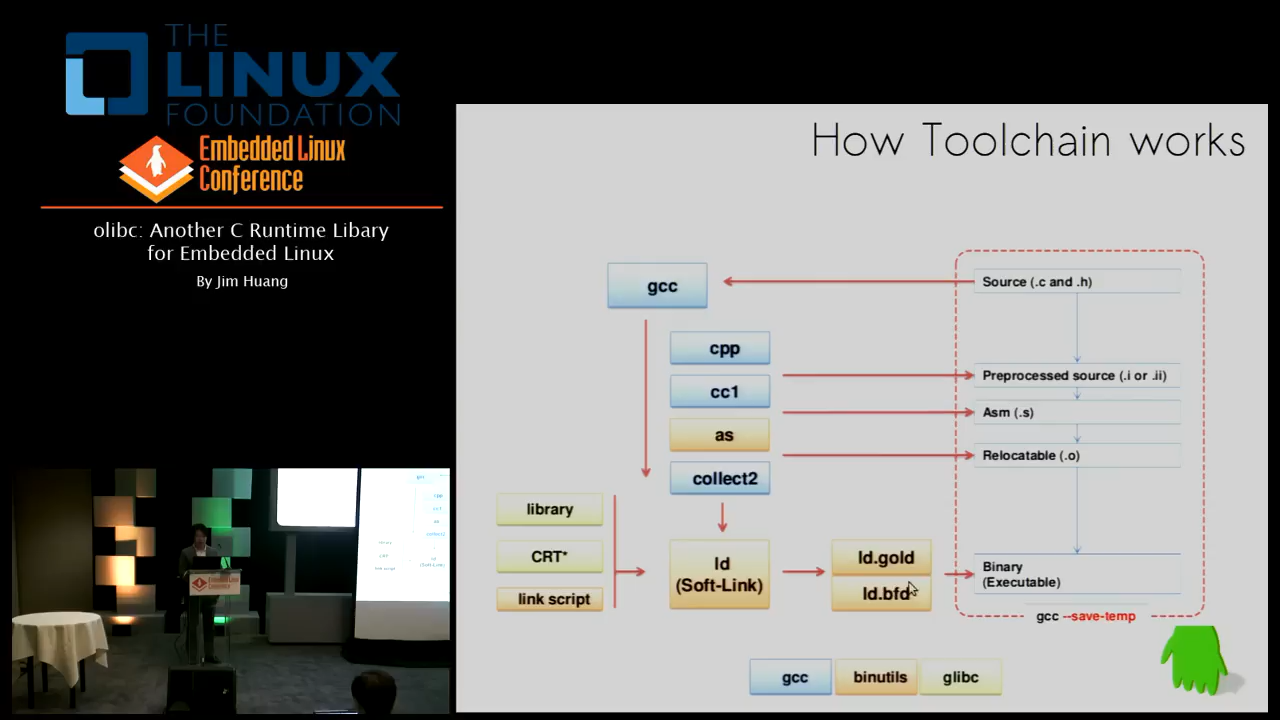 THE
LINUX
FOUNDATION
Embedded Linux
Conference
olibc: Another C Runtime Libary
for Embedded Linux
By Jim Huang
How Toolchain works
gcc
Source (.c and .h)
cpp
cc1
Preprocessed source (.i or .ii)
as
Asm (.s)
collect2
Relocatable (.o)
library
CRT*
link script
ld
(Soft-Link)
ld.gold
ld.bfd
Binary
(Executable)
gcc --save-temp
gcc
binutils
glibc